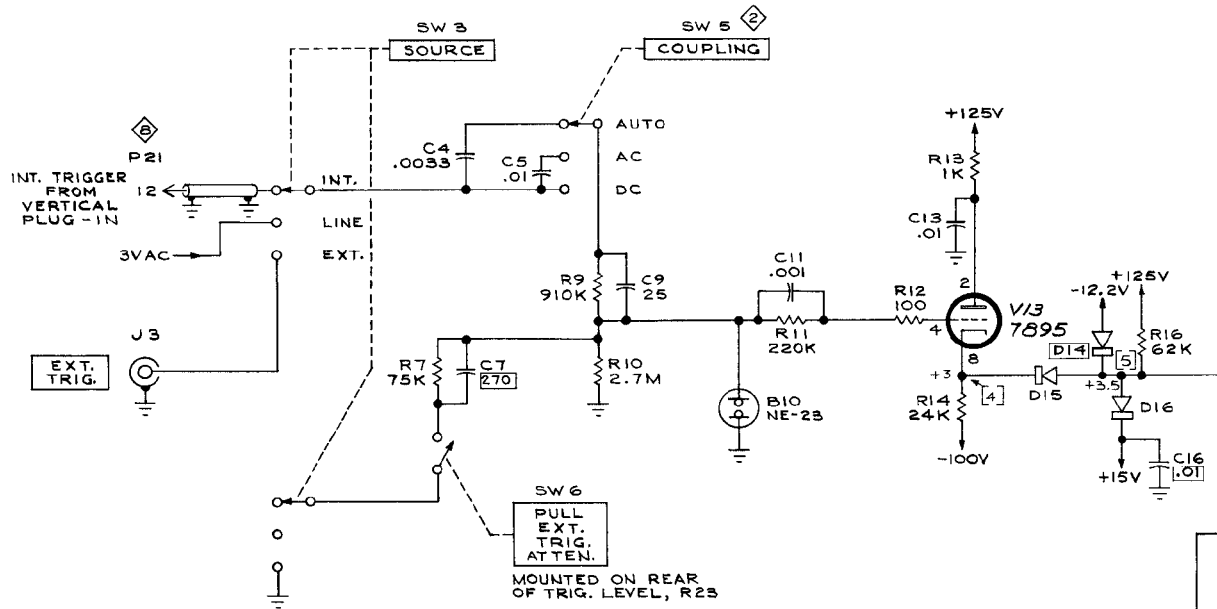 SW 3
SOURCE
SW 5
2
COUPLING
8
P21
INT. TRIGGER
FROM
VERTICAL
PLUG-IN
12
INT.
LINE
EXT.
3VAC
J3
EXT.
TRIG.
C4
.0033
C5
.01
AUTO
AC
DC
R9
910K
C9
25
R7
75K
C7
270
R10
2.7M
C11
.001
R11
220K
R12
100
B10
NE-23
+125V
R13
1K
C13
.01
2
4
8
V13
7895
+3
[4]
R14
24K
-100V
D15
+125V
-12.2V
D14
[5]
R16
62K
+3.5
D16
C16
.01
+15V
SW 6
PULL
EXT.
TRIG.
ATTEN.
MOUNTED ON REAR
OF TRIG. LEVEL, R23